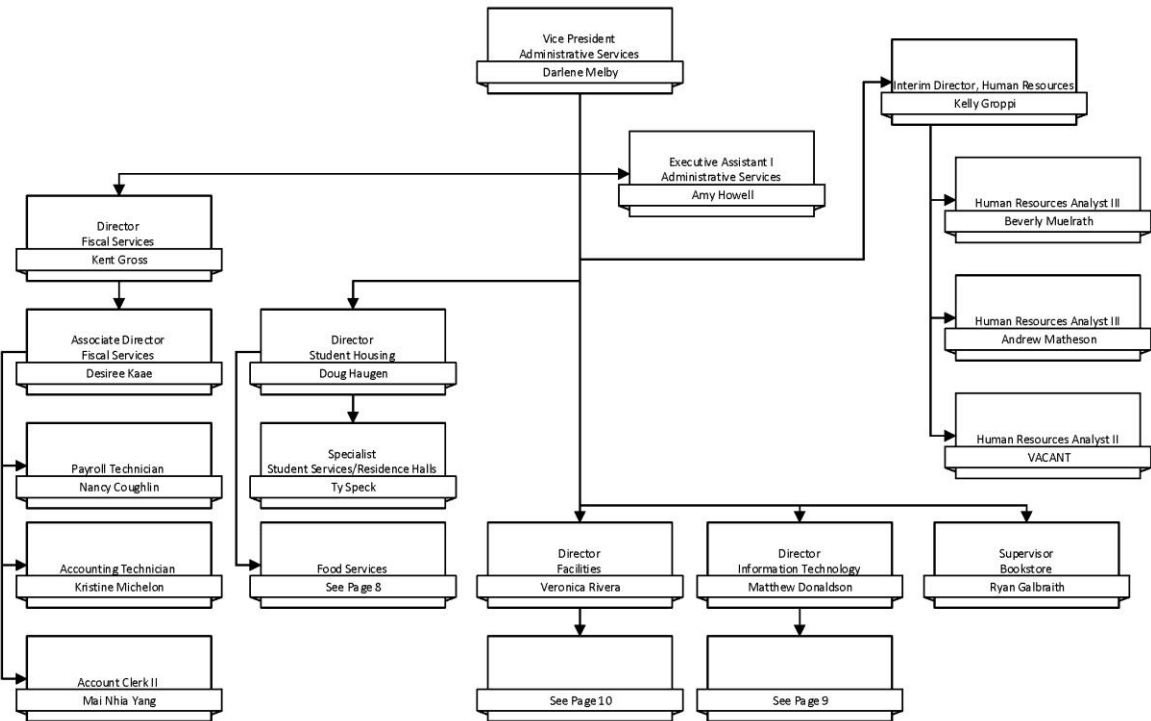 Vice President
Administrative Services
Darlene Melby
Interim Director, Human Resources
Kelly Groppi
Executive Assistant I
Administrative Services
Amy Howell
Human Resources Analyst III
Beverly Muelrath
Director
Fiscal Services
Kent Gross
Human Resources Analyst III
Andrew Matheson
Associate Director
Fiscal Services
Desiree Kaae
Director
Student Housing
Doug Haugen
Human Resources Analyst II
VACANT
Payroll Technician
Nancy Coughlin
Specialist
Student Services/Residence Halls
Ty Speck
Accounting Technician
Kristine Michelon
Food Services
See Page 8
Director
Facilities
Veronica Rivera
Director
Information Technology
Matthew Donaldson
Supervisor
Bookstore
Ryan Galbraith
Account Clerk II
Mai Nhia Yang
See Page 10
See Page 9